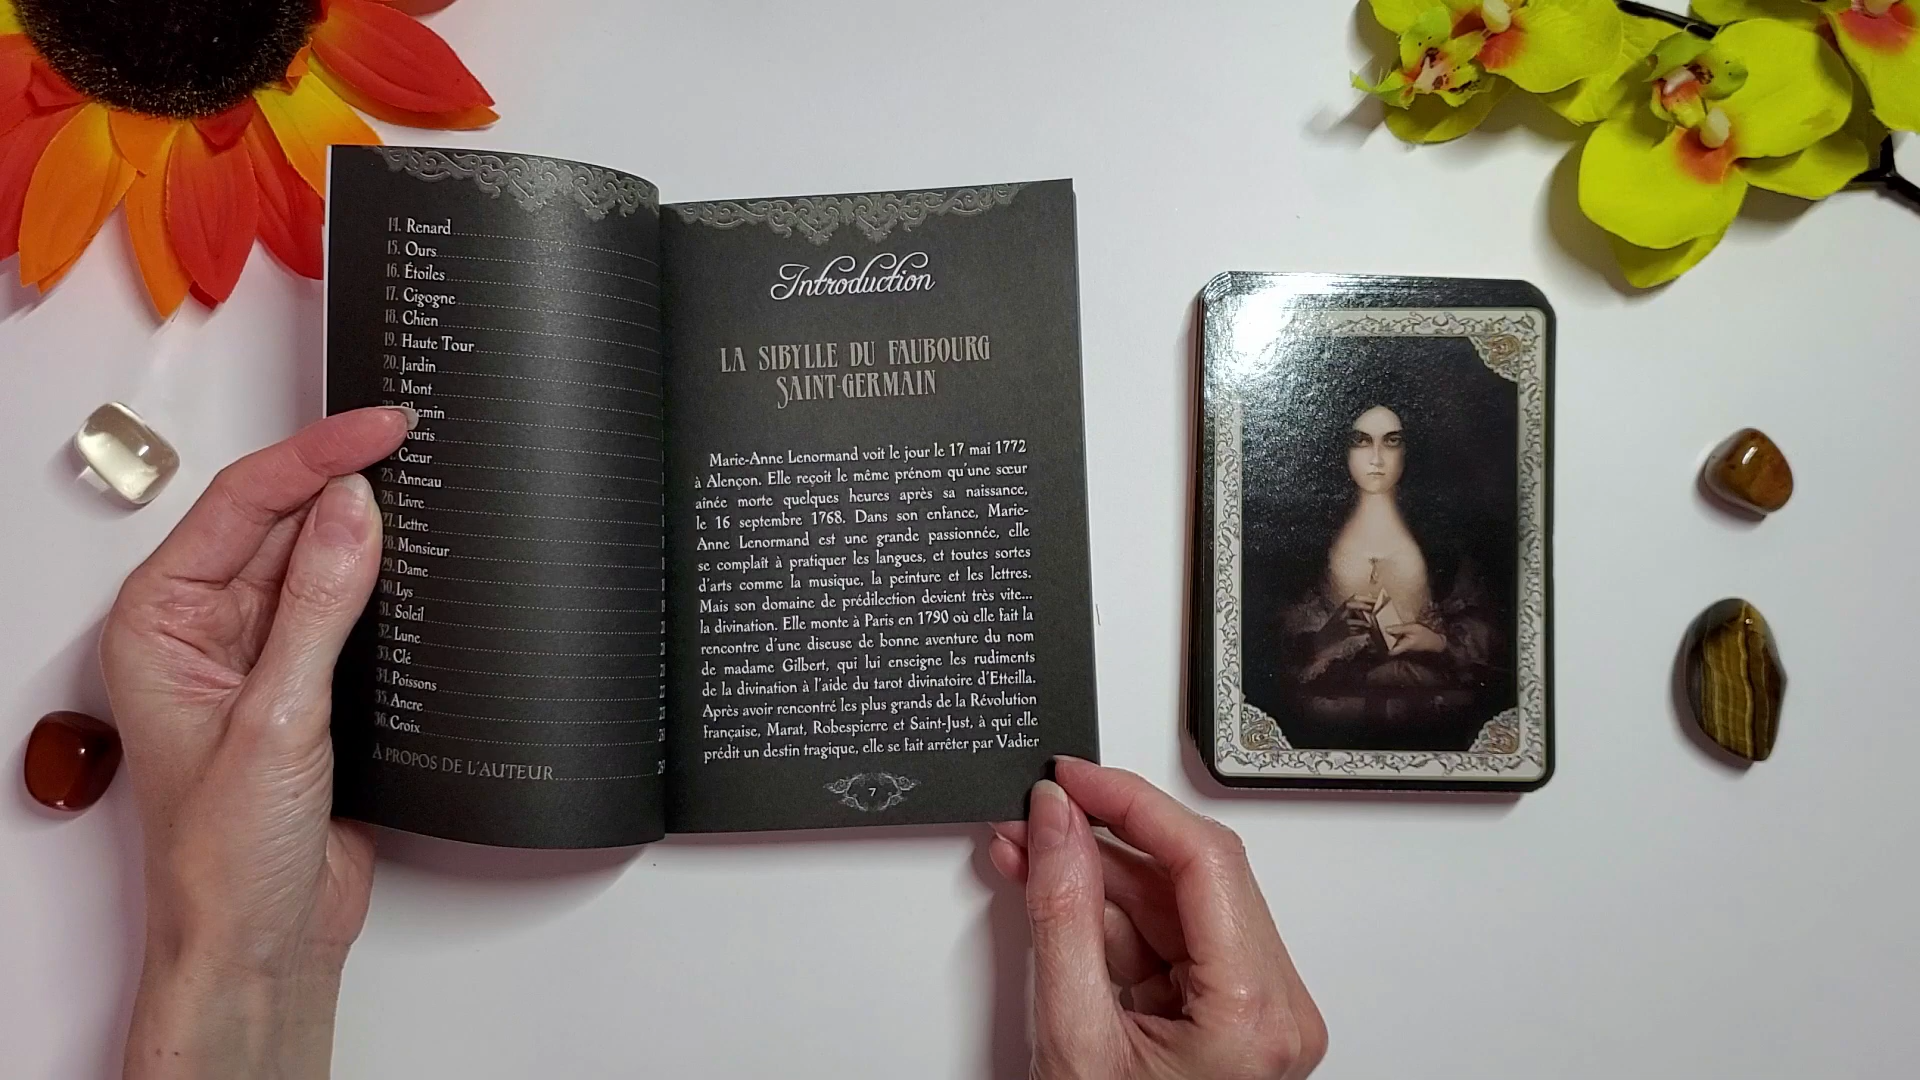 14. Renard
15. Ours
16. Étoiles
17. Cigogne
18. Chien
19. Haute Tour
20. Jardin
21. Mont
Cœur
25. Anneau
26. Livre
27. Lettre
28. Monsieur
29. Dame
30. Lys
31. Soleil
32. Lune
33. Clé
34. Poissons
35. Ancre
36. Croix
À PROPOS DE L'AUTEUR
Introduction
LA SIBYLLE DU FAUBOURG
SAINT-GERMAIN
Marie-Anne Lenormand voit le jour le 17 mai 1772
à Alençon. Elle reçoit le même prénom qu'une sœur
aînée morte quelques heures après sa naissance,
le 16 septembre 1768. Dans son enfance, Marie-
Anne Lenormand est une grande passionnée, elle
se complaît à pratiquer les langues, et toutes sortes
d'arts comme la musique, la peinture et les lettres.
Mais son domaine de prédilection devient très vite...
la divination. Elle monte à Paris en 1790 où elle fait la
rencontre d'une diseuse de bonne aventure du nom
de madame Gilbert, qui lui enseigne les rudiments
de la divination à l'aide du tarot divinatoire d'Etteilla.
Après avoir rencontré les plus grands de la Révolution
française, Marat, Robespierre et Saint-Just, à qui elle
prédit un destin tragique, elle se fait arrêter par Vadier
7